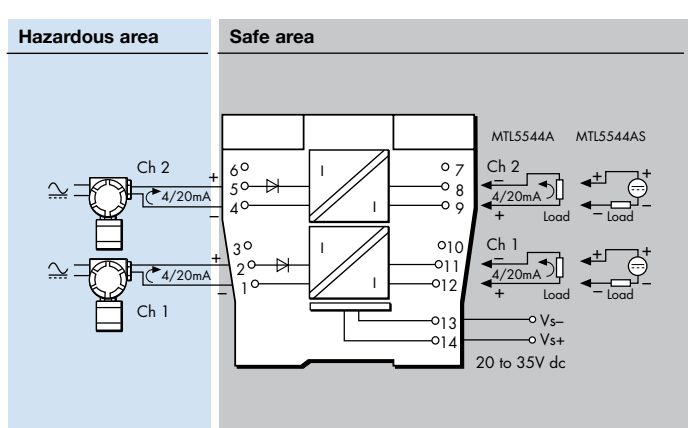 Hazardous area
Safe area
MTL5544A MTL5544AS
Ch 2
+
4/20mA
–
6
5
4
I
I
7
8
9
Ch 2
–
4/20mA
+
Load
+ +
– Load –
Ch 1
+
4/20mA
–
3
2
1
I
I
10
11
12
Ch 1
–
4/20mA
+
Load
+ +
– Load –
13 Vs–
14 Vs+
20 to 35V dc